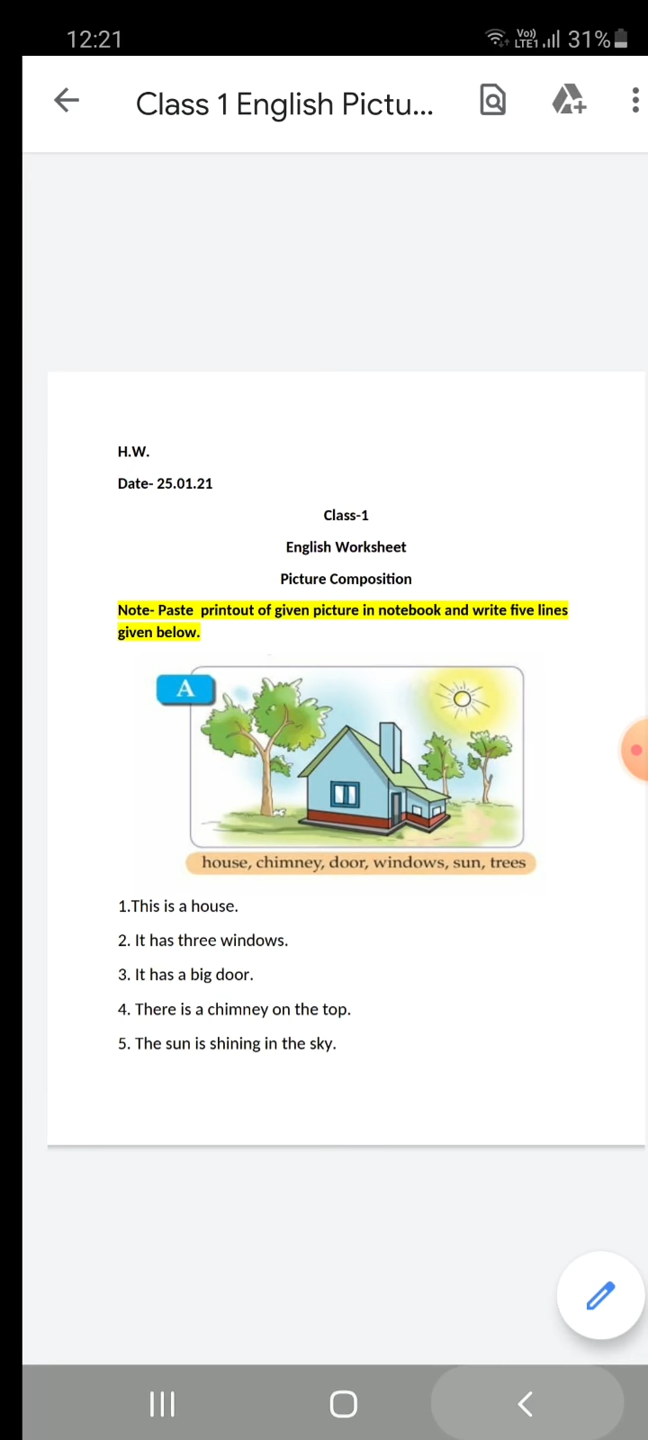 12:21
Vo))
LTE1
31%
Class 1 English Pictu...
H.W.
Date- 25.01.21
Class-1
English Worksheet
Picture Composition
Note- Paste printout of given picture in notebook and write five lines
given below.
A
house, chimney, door, windows, sun, trees
1.This is a house.
2. It has three windows.
3. It has a big door.
4. There is a chimney on the top.
5. The sun is shining in the sky.